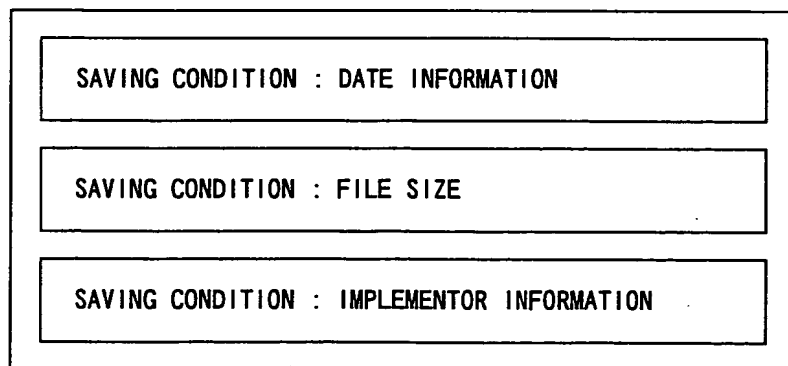 SAVING CONDITION : DATE INFORMATION
SAVING CONDITION : FILE SIZE
SAVING CONDITION : IMPLEMENTOR INFORMATION